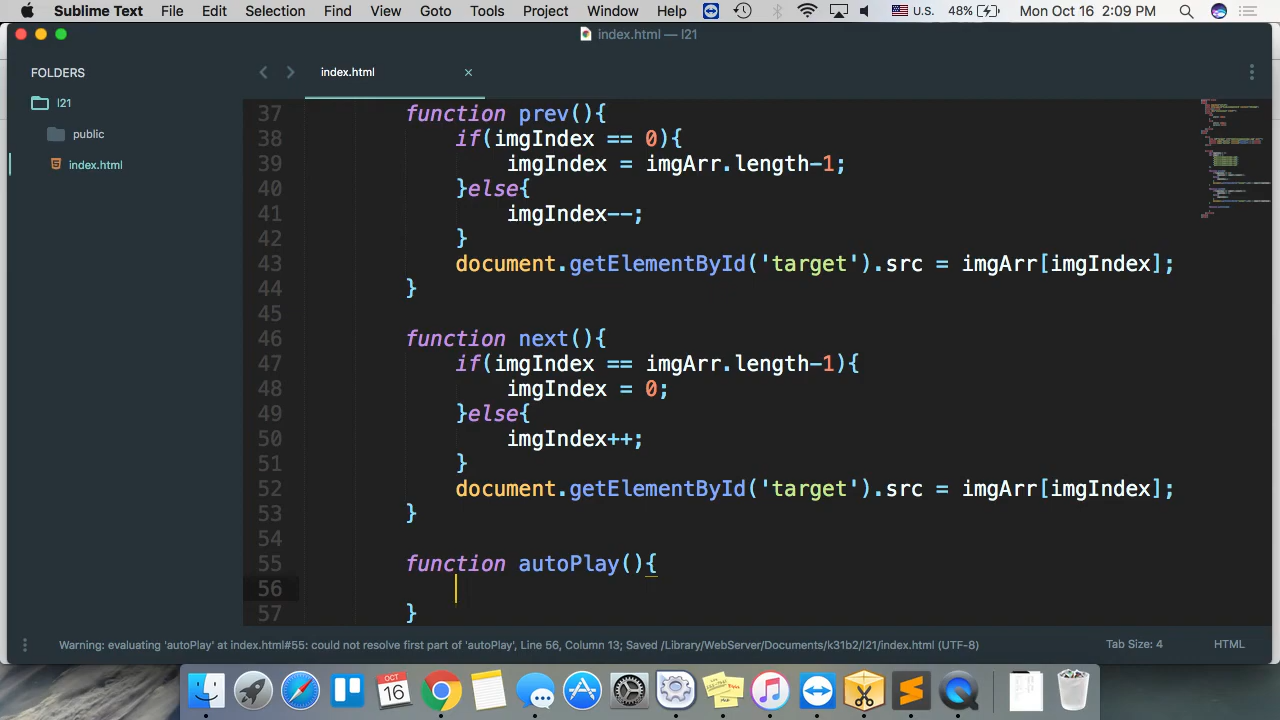 Sublime Text File Edit Selection Find View Goto Tools Project Window Help U.S. 48% Mon Oct 16 2:09 PM
index.html — l21
FOLDERS
l21
public
index.html
index.html ×
37 function prev(){
38 if(imgIndex == 0){
39 imgIndex = imgArr.length-1;
40 }else{
41 imgIndex--;
42 }
43 document.getElementById('target').src = imgArr[imgIndex];
44 }
45
46 function next(){
47 if(imgIndex == imgArr.length-1){
48 imgIndex = 0;
49 }else{
50 imgIndex++;
51 }
52 document.getElementById('target').src = imgArr[imgIndex];
53 }
54
55 function autoPlay(){
56
57 }
Warning: evaluating 'autoPlay' at index.html#55: could not resolve first part of 'autoPlay', Line 56, Column 13; Saved /Library/WebServer/Documents/k31b2/l21/index.html (UTF-8) Tab Size: 4 HTML
OCT
16